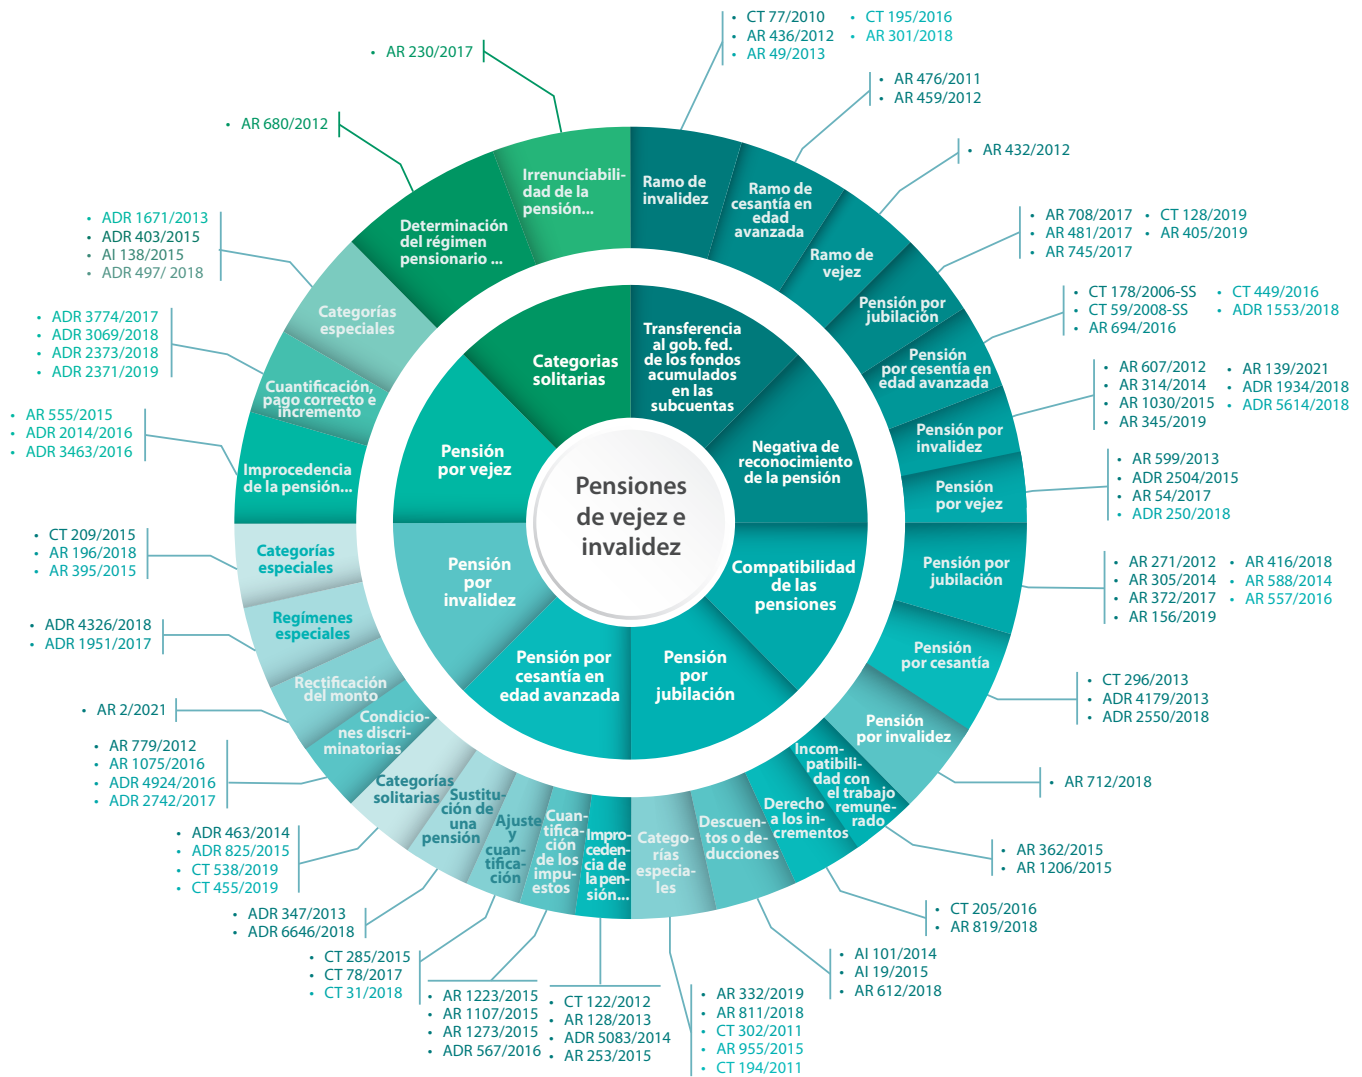 Pensiones
de vejez e
invalidez
Transferencia
al gob. fed.
de los fondos
acumulados
en las
subcuentas
Negativa de
reconocimiento
de la pensión
Compatibilidad
de las
pensiones
Pensión
por
jubilación
Pensión por
cesantía en
edad avanzada
Pensión
por
invalidez
Pensión
por vejez
Categorias
solitarias
Ramo de
invalidez
• CT 77/2010
• AR 436/2012
• AR 49/2013
• CT 195/2016
• AR 301/2018
Ramo de
cesantía en
edad
avanzada
• AR 476/2011
• AR 459/2012
Ramo de
vejez
• AR 432/2012
Pensión por
jubilación
• AR 708/2017
• AR 481/2017
• AR 745/2017
• CT 128/2019
• AR 405/2019
Pensión
por cesentía en
edad avanzada
• CT 178/2006-SS
• CT 59/2008-SS
• AR 694/2016
• CT 449/2016
• ADR 1553/2018
Pensión por
invalidez
• AR 607/2012
• AR 314/2014
• AR 1030/2015
• AR 345/2019
• AR 139/2021
• ADR 1934/2018
• ADR 5614/2018
Pensión
por vejez
• AR 599/2013
• ADR 2504/2015
• AR 54/2017
• ADR 250/2018
Pensión por
jubilación
• AR 271/2012
• AR 305/2014
• AR 372/2017
• AR 156/2019
• AR 416/2018
• AR 588/2014
• AR 557/2016
Pensión
por cesantía
• CT 296/2013
• ADR 4179/2013
• ADR 2550/2018
Pensión
por invalidez
• AR 712/2018
Incom-
patibili-
dad con
el trabajo
remune-
rado
• AR 362/2015
• AR 1206/2015
Derecho
a los in-
crementos
• CT 205/2016
• AR 819/2018
Descuen-
tos o de-
ducciones
• AI 101/2014
• AI 19/2015
• AR 612/2018
Catego-
rías
especia-
les
• AR 332/2019
• AR 811/2018
• CT 302/2011
• AR 955/2015
• CT 194/2011
Impro-
ceden-
cia de
la pen-
sión...
• CT 122/2012
• AR 128/2013
• ADR 5083/2014
• AR 253/2015
Cuan-
tifica-
ción
de los
impu-
estos
• AR 1223/2015
• AR 1107/2015
• AR 1273/2015
• ADR 567/2016
Ajuste
y
cuan-
tifica-
ción
• CT 285/2015
• CT 78/2017
• CT 31/2018
Sustitu-
ción de
una
pensión
• ADR 347/2013
• ADR 6646/2018
Categorías
solitarias
• ADR 463/2014
• ADR 825/2015
• CT 538/2019
• CT 455/2019
Condicio-
nes discri-
minatorias
• AR 779/2012
• AR 1075/2016
• ADR 4924/2016
• ADR 2742/2017
Rectificación
del monto
• AR 2/2021
Regímenes
especiales
• ADR 4326/2018
• ADR 1951/2017
Categorías
especiales
• CT 209/2015
• AR 196/2018
• AR 395/2015
Improcedencia
de la pensión...
• AR 555/2015
• ADR 2014/2016
• ADR 3463/2016
Cuantificación,
pago correcto e
incremento
• ADR 3774/2017
• ADR 3069/2018
• ADR 2373/2018
• ADR 2371/2019
Categorías
especiales
• ADR 1671/2013
• ADR 403/2015
• AI 138/2015
• ADR 497/ 2018
Determinación
del régimen
pensionario ...
• AR 680/2012
Irrenunciabili-
dad de la
pensión...
• AR 230/2017